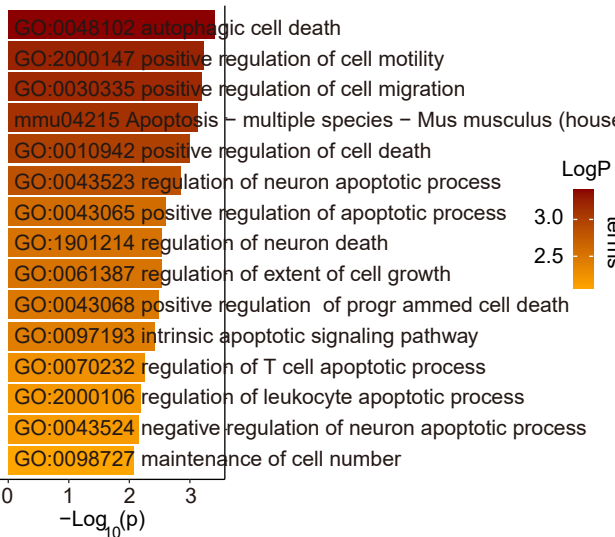 GO:0048102 autophagic cell death
GO:2000147 positive regulation of cell motility
GO:0030335 positive regulation of cell migration
mmu04215 Apoptosis − multiple species − Mus musculus (house
GO:0010942 positive regulation of cell death
GO:0043523 regulation of neuron apoptotic process
GO:0043065 positive regulation of apoptotic process
GO:1901214 regulation of neuron death
GO:0061387 regulation of extent of cell growth
GO:0043068 positive regulation  of progr ammed cell death
GO:0097193 intrinsic apoptotic signaling pathway
GO:0070232 regulation of T cell apoptotic process
GO:2000106 regulation of leukocyte apoptotic process
GO:0043524 negative regulation of neuron apoptotic process
GO:0098727 maintenance of cell number
0 1 2 3
−Log10(p)
LogP
3.0
2.5